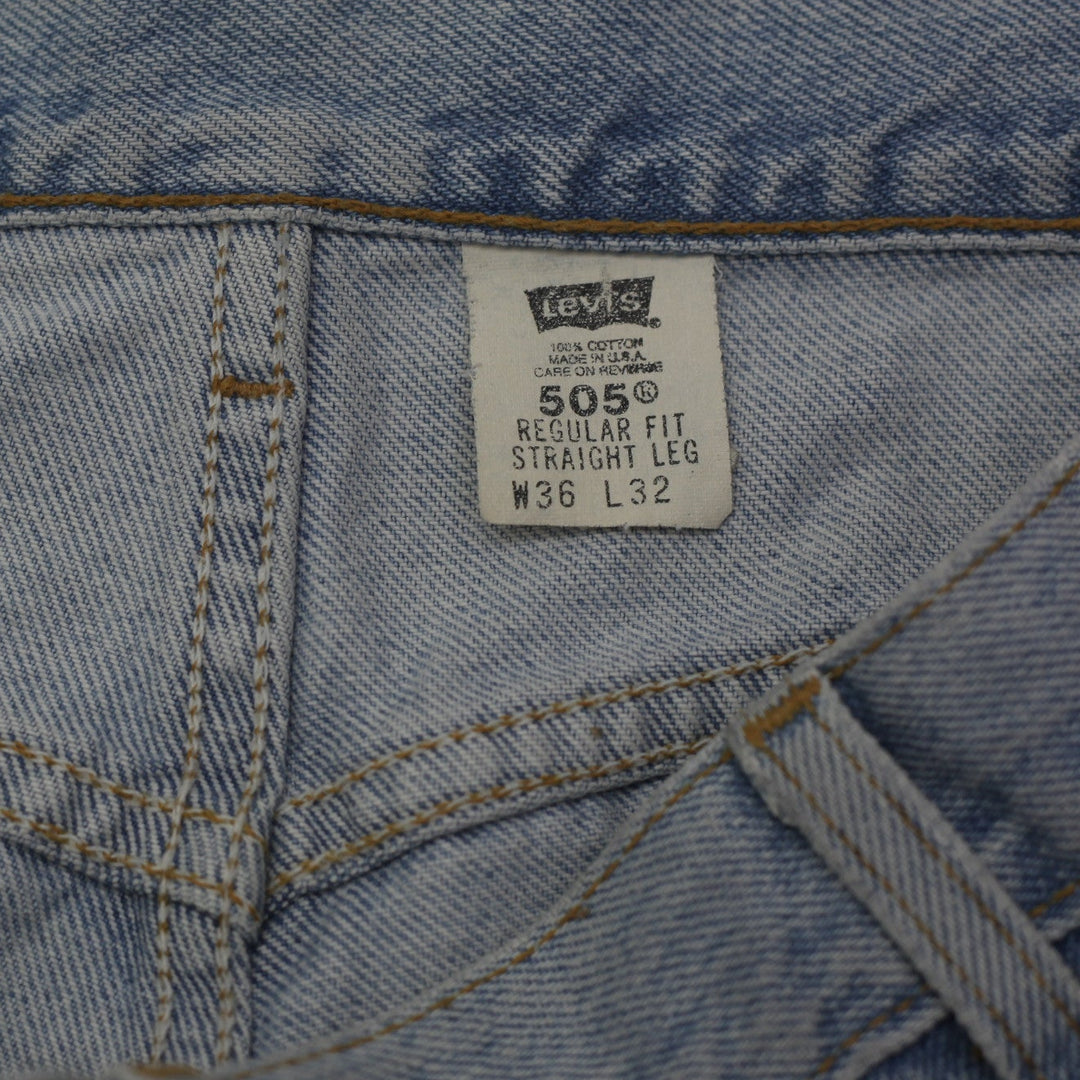 Levi's®
100% COTTON
MADE IN U.S.A.
CARE ON REVERSE
505®
REGULAR FIT
STRAIGHT LEG
W36 L32